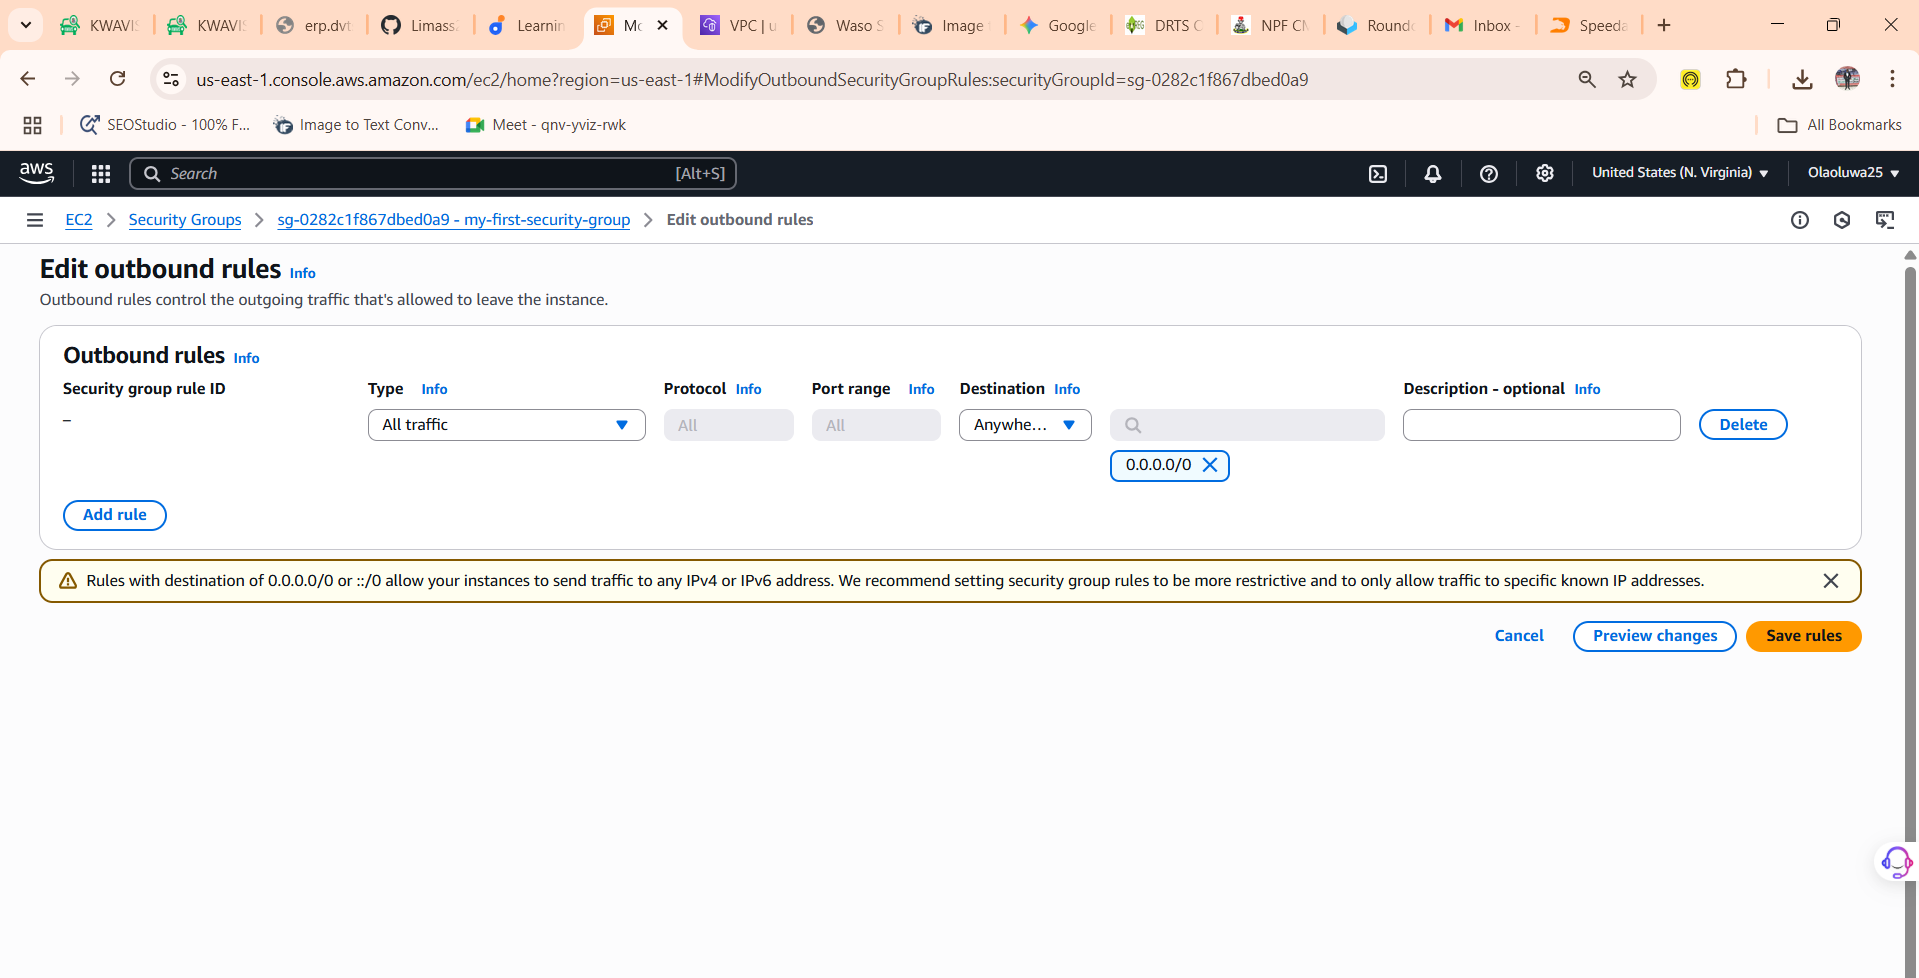 KWAVIS
KWAVIS
erp.dvt
Limass
Learnin
Mo
VPC | u
Waso S
Image
Google
DRTS C
NPF CM
Roundc
Inbox -
Speeda
us-east-1.console.aws.amazon.com/ec2/home?region=us-east-1#ModifyOutboundSecurityGroupRules:securityGroupId=sg-0282c1f867dbed0a9
SEOStudio - 100% F...
Image to Text Conv...
Meet - qnv-yviz-rwk
All Bookmarks
aws
Search
[Alt+S]
United States (N. Virginia)
Olaoluwa25
EC2
Security Groups
sg-0282c1f867dbed0a9 - my-first-security-group
Edit outbound rules
Edit outbound rules Info
Outbound rules control the outgoing traffic that's allowed to leave the instance.
Outbound rules Info
Security group rule ID
Type Info
Protocol Info
Port range Info
Destination Info
Description - optional Info
–
All traffic
All
All
Anywhe...
Delete
0.0.0.0/0
Add rule
Rules with destination of 0.0.0.0/0 or ::/0 allow your instances to send traffic to any IPv4 or IPv6 address. We recommend setting security group rules to be more restrictive and to only allow traffic to specific known IP addresses.
Cancel
Preview changes
Save rules